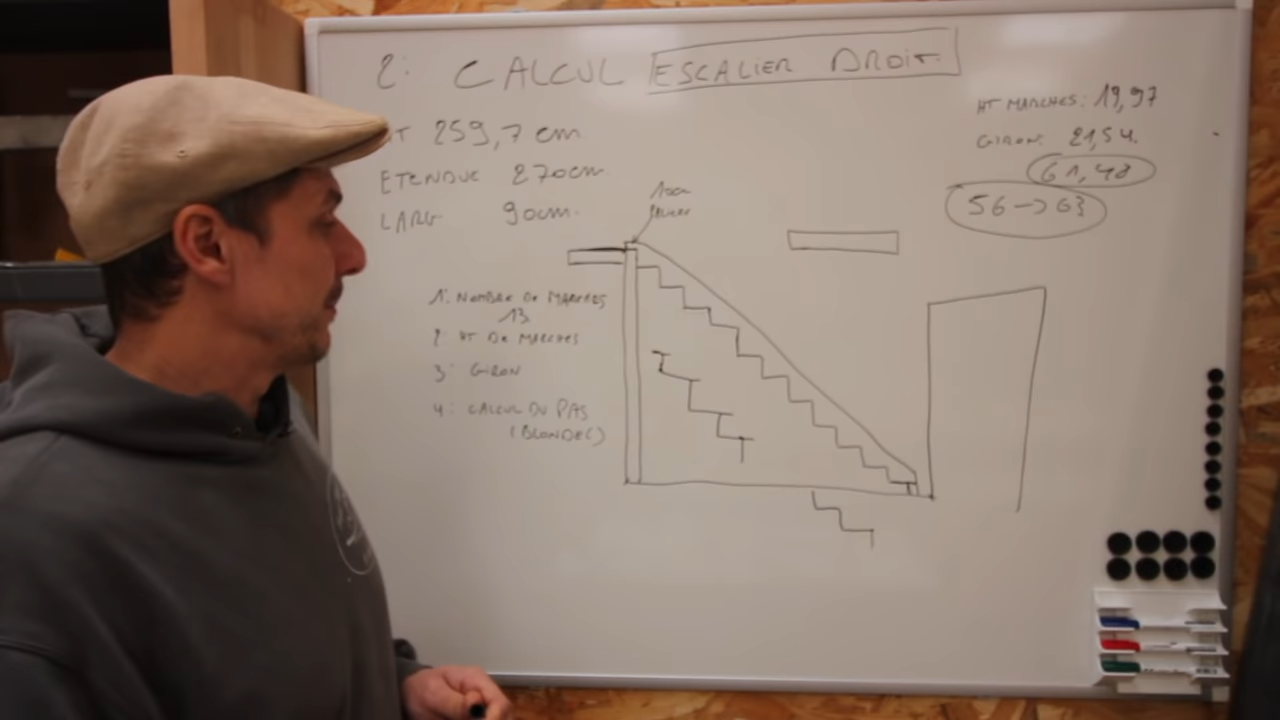 2: CALCUL ESCALIER DROIT.
HT 259,7 cm
ETENDUE 270cm.
LARG. 90cm.
1: NOMBRE DE MARCHES
13.
2: HT DE MARCHES
3: GIRON
4: CALCUL DU PAS
(BLONDEL)
PALIER
HT MARCHES: 19,97
GIRON: 21,54.
61,48
56 -> 63